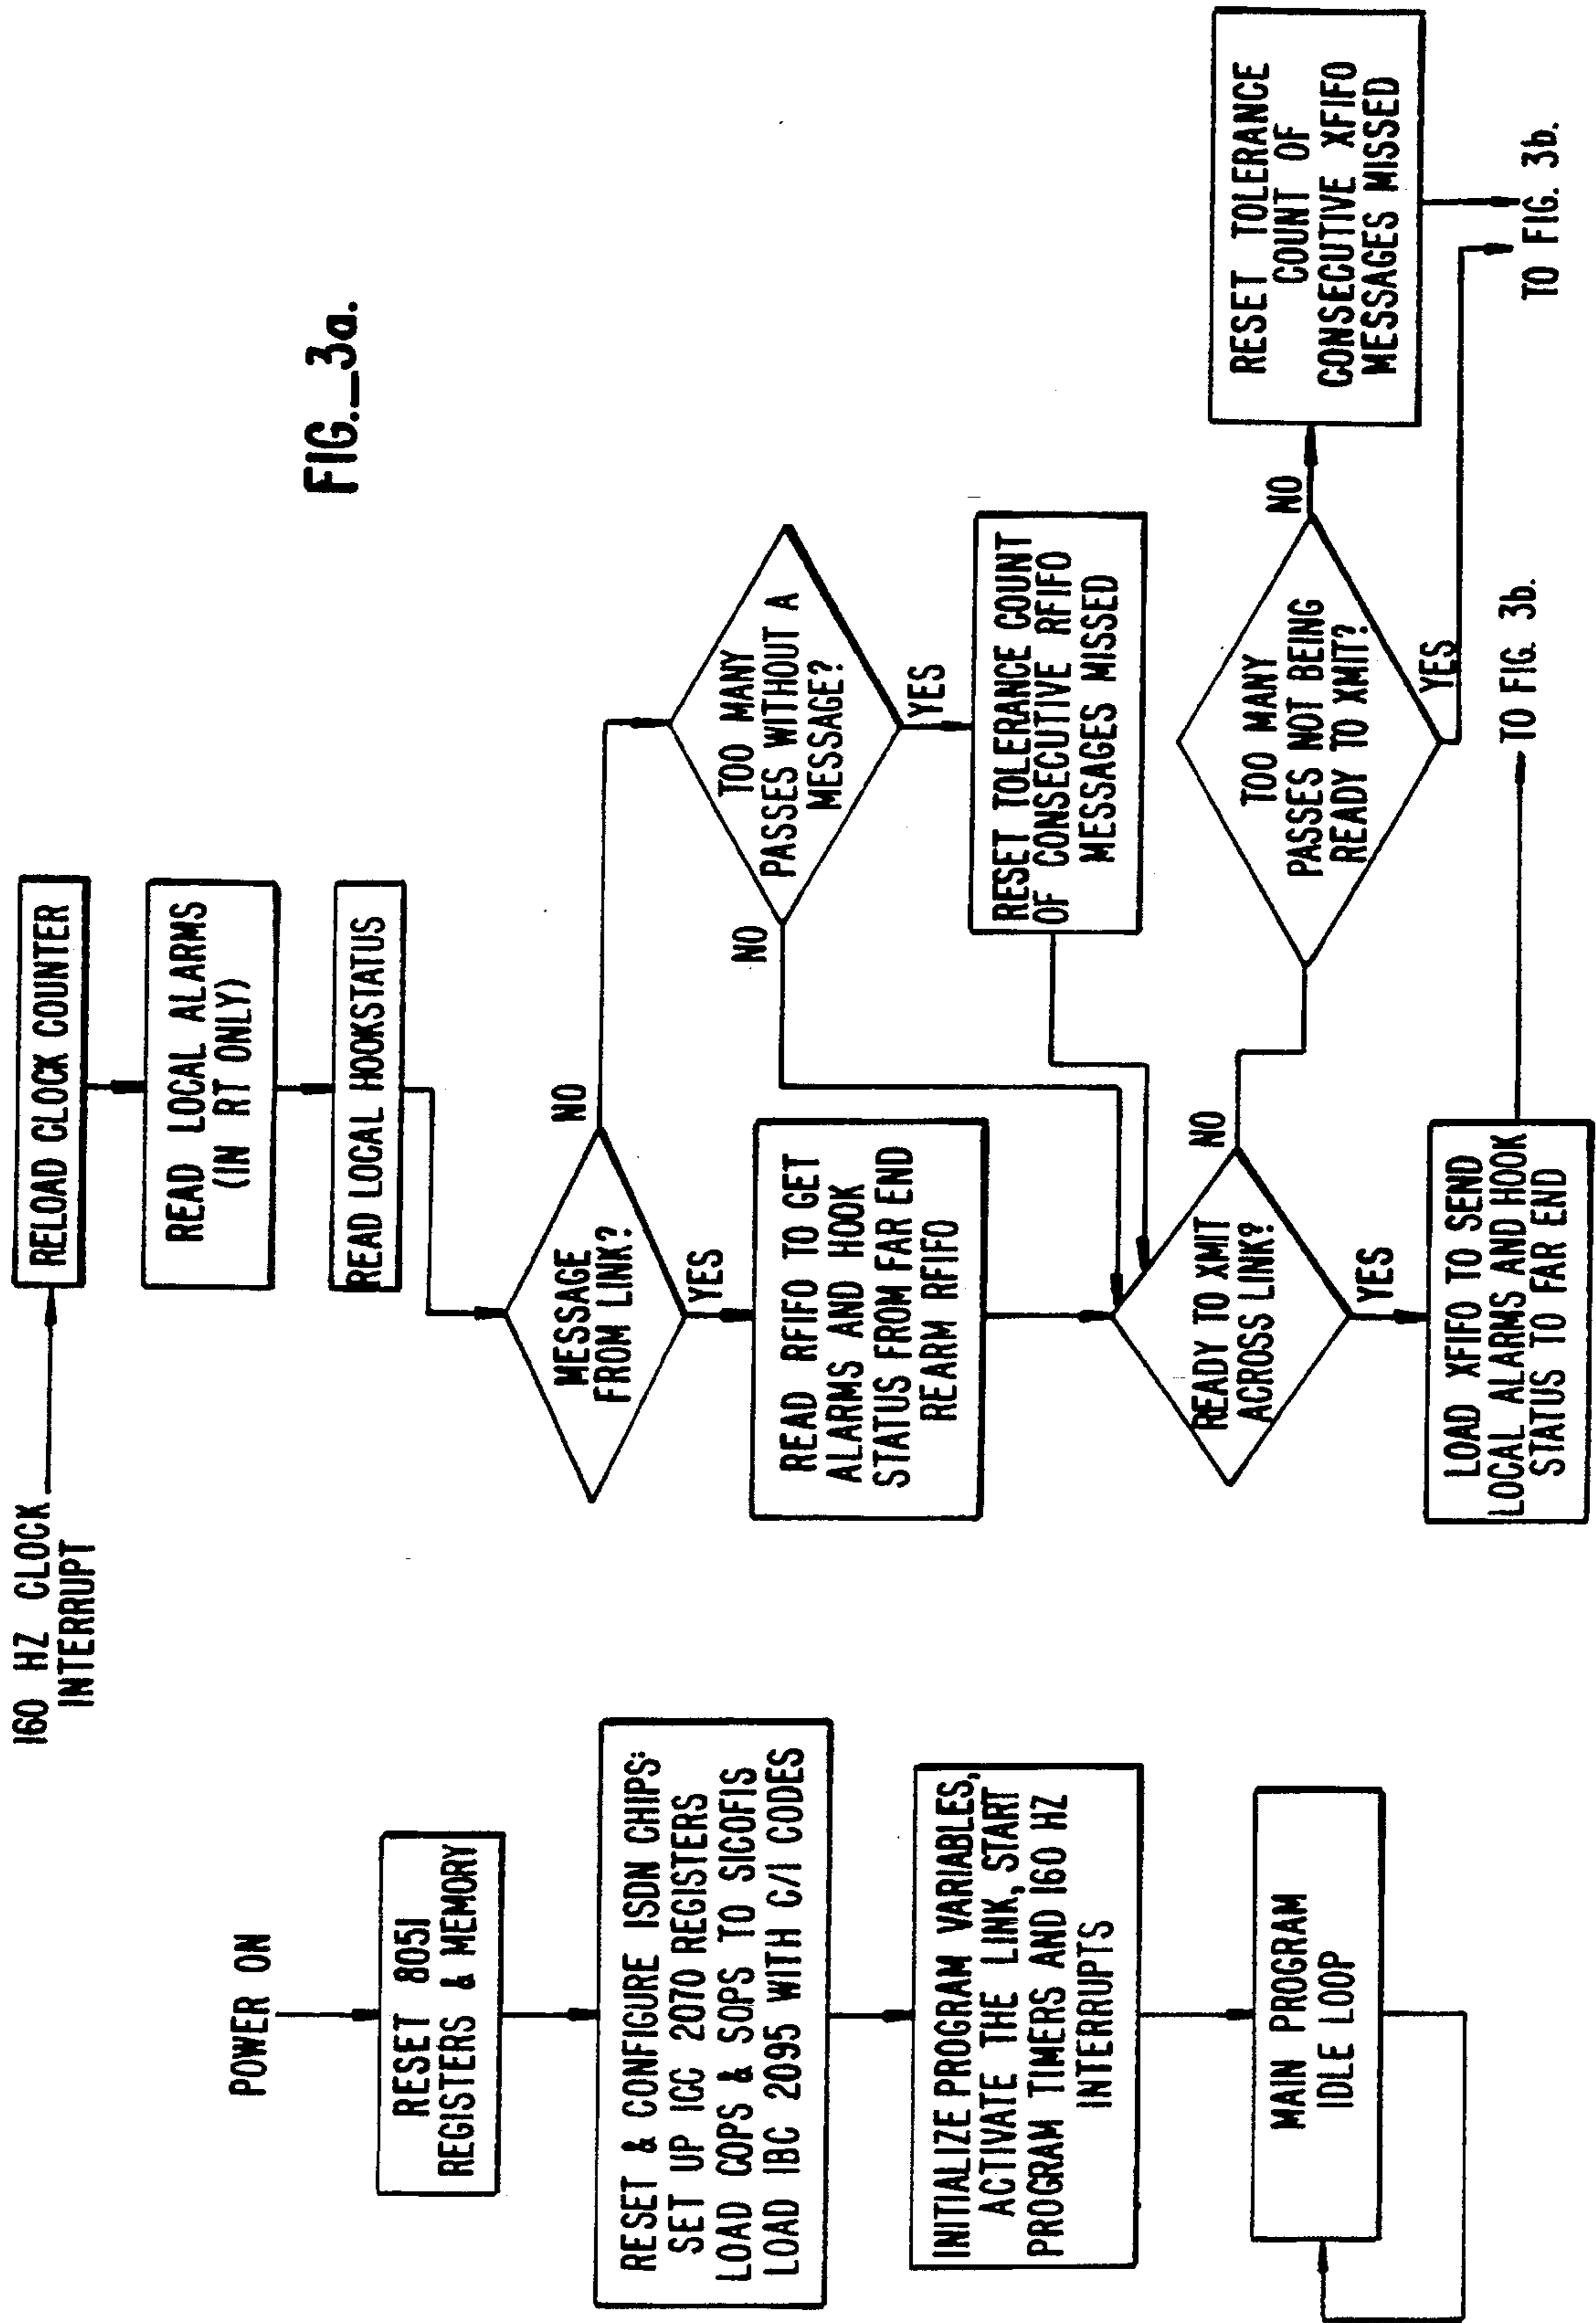 FIG._3a.
POWER ON
RESET 8051
REGISTERS & MEMORY
RESET & CONFIGURE ISDN CHIPS:
SET UP ICC 2070 REGISTERS
LOAD COPS & SOPS TO SICOFIS
LOAD IBC 2095 WITH C/I CODES
INITIALIZE PROGRAM VARIABLES,
ACTIVATE THE LINK, START
PROGRAM TIMERS AND 160 HZ
INTERRUPTS
MAIN PROGRAM
IDLE LOOP
160 HZ CLOCK
INTERRUPT
RELOAD CLOCK COUNTER
READ LOCAL ALARMS
(IN RT ONLY)
READ LOCAL HOOKSTATUS
MESSAGE
FROM LINK?
NO
YES
TOO MANY
PASSES WITHOUT A
MESSAGE?
NO
YES
READ RFIFO TO GET
ALARMS AND HOOK
STATUS FROM FAR END
REARM RFIFO
RESET TOLERANCE COUNT
OF CONSECUTIVE RFIFO
MESSAGES MISSED
READY TO XMIT
ACROSS LINK?
NO
YES
TOO MANY
PASSES NOT BEING
READY TO XMIT?
NO
YES
RESET TOLERANCE
COUNT OF
CONSECUTIVE XFIFO
MESSAGES MISSED
LOAD XFIFO TO SEND
LOCAL ALARMS AND HOOK
STATUS TO FAR END
TO FIG. 3b.
TO FIG. 3b.